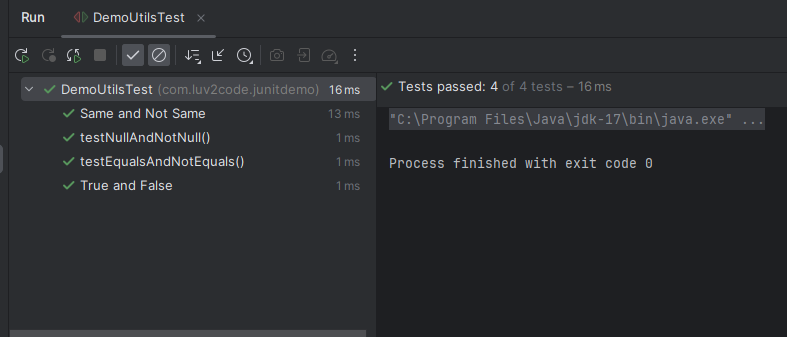 Run DemoUtilsTest
DemoUtilsTest (com.luv2code.junitdemo) 16 ms
Same and Not Same 13 ms
testNullAndNotNull() 1 ms
testEqualsAndNotEquals() 1 ms
True and False 1 ms
Tests passed: 4 of 4 tests – 16 ms
"C:\Program Files\Java\jdk-17\bin\java.exe" ...
Process finished with exit code 0